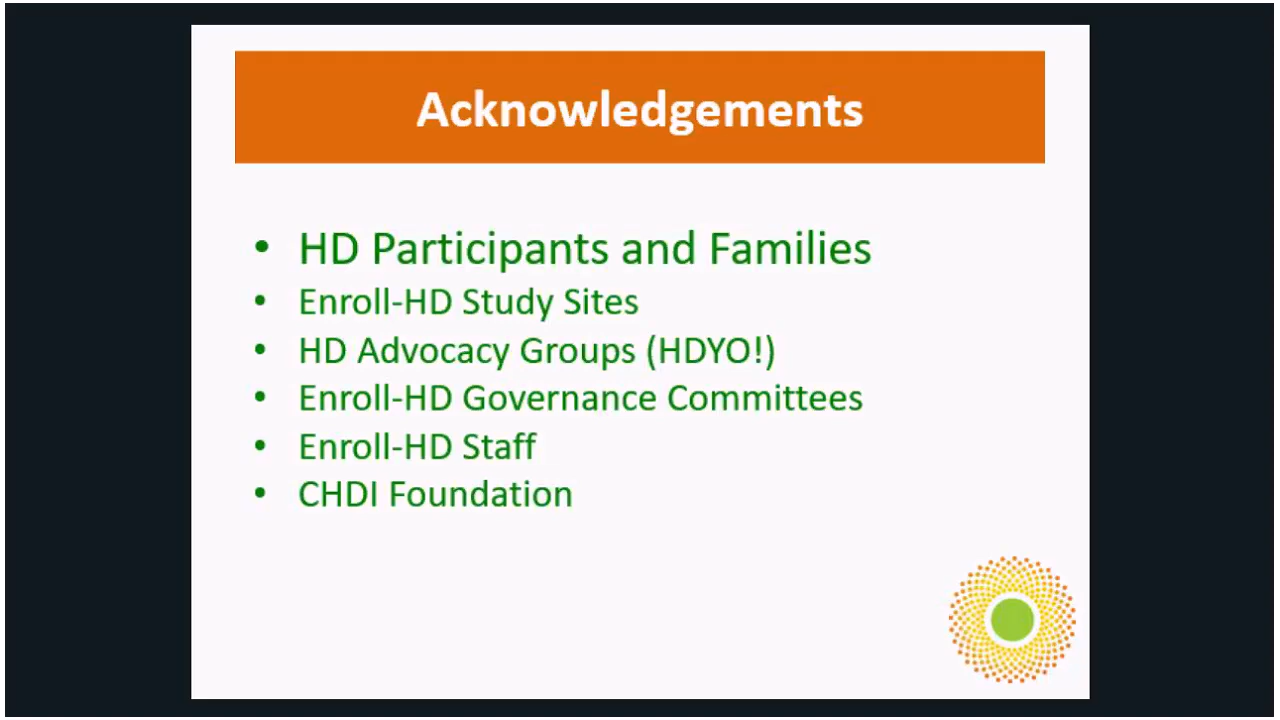 Acknowledgements
• HD Participants and Families
• Enroll-HD Study Sites
• HD Advocacy Groups (HDYO!)
• Enroll-HD Governance Committees
• Enroll-HD Staff
• CHDI Foundation